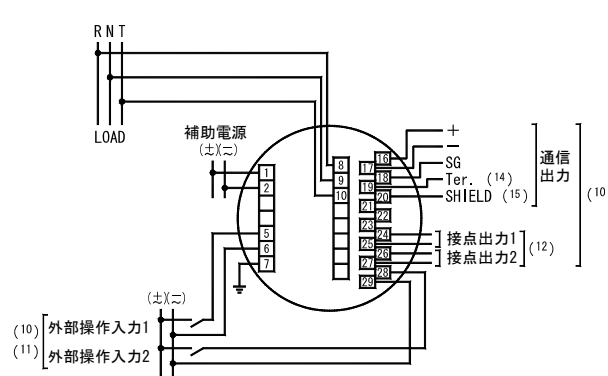 R N T
LOAD
補助電源
(±)(=)
1
2
5
6
7
8
9
10
16
17
18
19
20
21
22
23
24
25
26
27
28
29
+
−
SG
Ter. (14)
SHIELD (15)
通信
出力
(10
接点出力1
接点出力2
(12)
(±)(=)
(10)
(11)
外部操作入力1
外部操作入力2